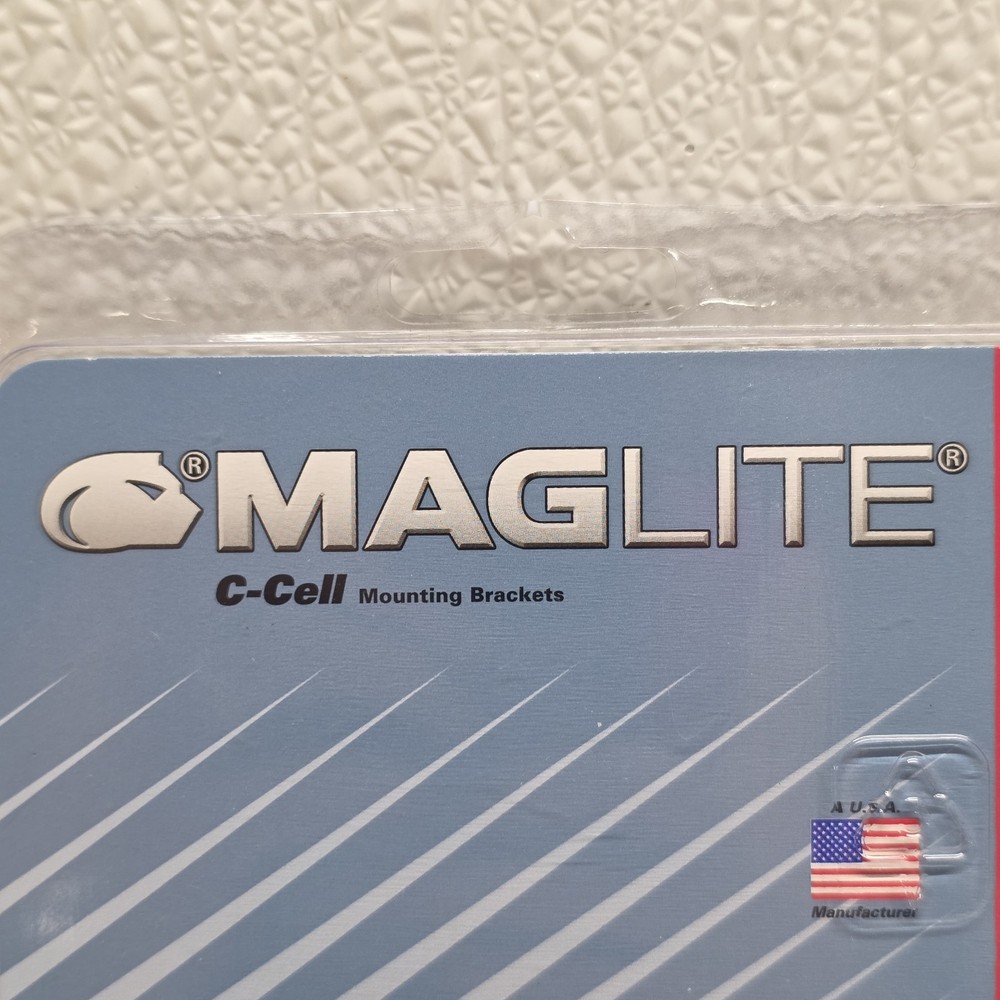 ® MAGLITE®
C-Cell Mounting Brackets
A U.S.A.
Manufacturer